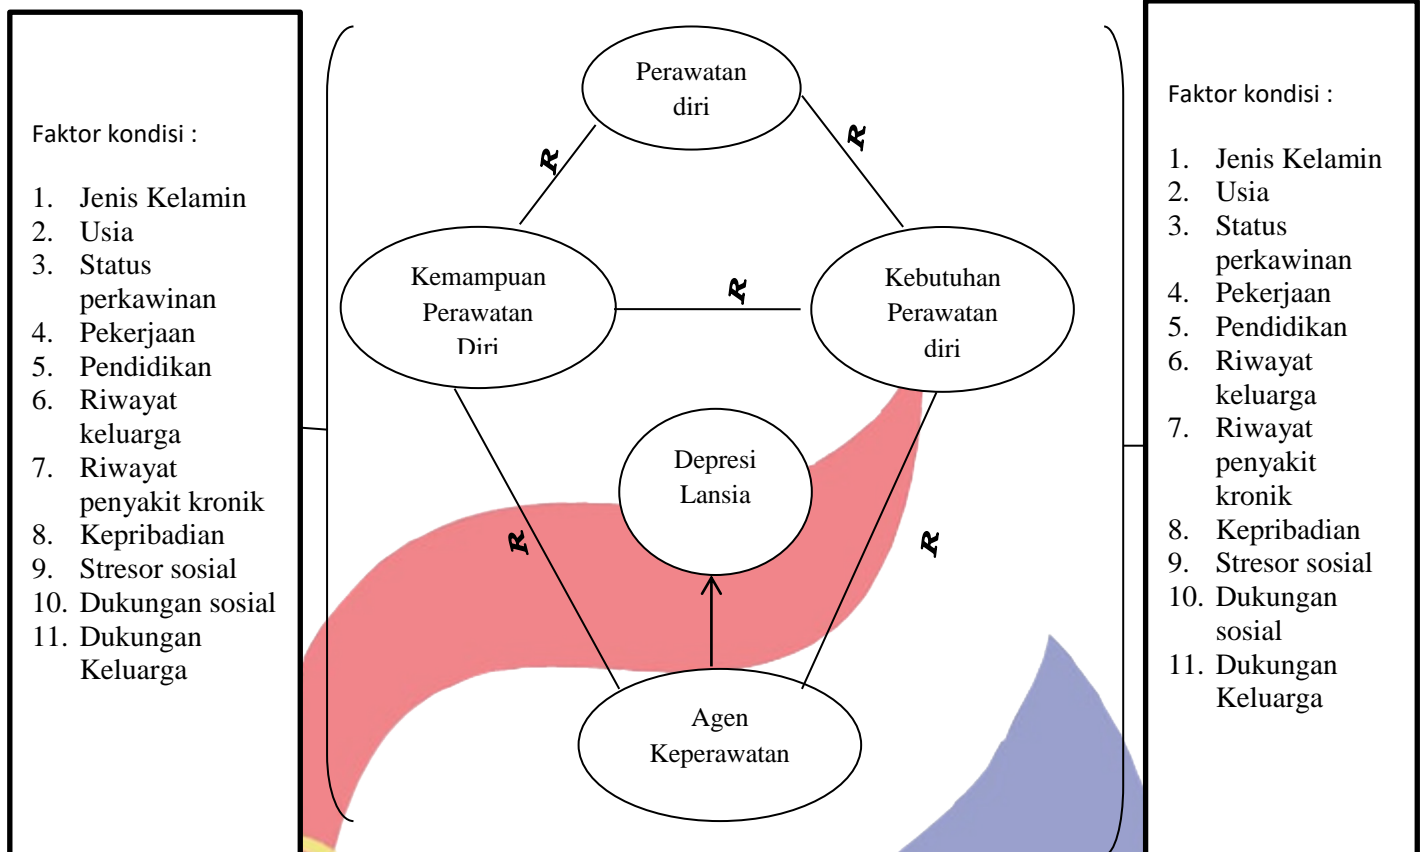 Faktor kondisi :
1. Jenis Kelamin
2. Usia
3. Status
perkawinan
4. Pekerjaan
5. Pendidikan
6. Riwayat
keluarga
7. Riwayat
penyakit kronik
8. Kepribadian
9. Stresor sosial
10. Dukungan sosial
11. Dukungan
Keluarga
Perawatan
diri
R
R
Kemampuan
Perawatan
Diri
R
Kebutuhan
Perawatan
diri
Depresi
Lansia
R
R
Agen
Keperawatan
Faktor kondisi :
1. Jenis Kelamin
2. Usia
3. Status
perkawinan
4. Pekerjaan
5. Pendidikan
6. Riwayat
keluarga
7. Riwayat
penyakit
kronik
8. Kepribadian
9. Stresor sosial
10. Dukungan
sosial
11. Dukungan
Keluarga